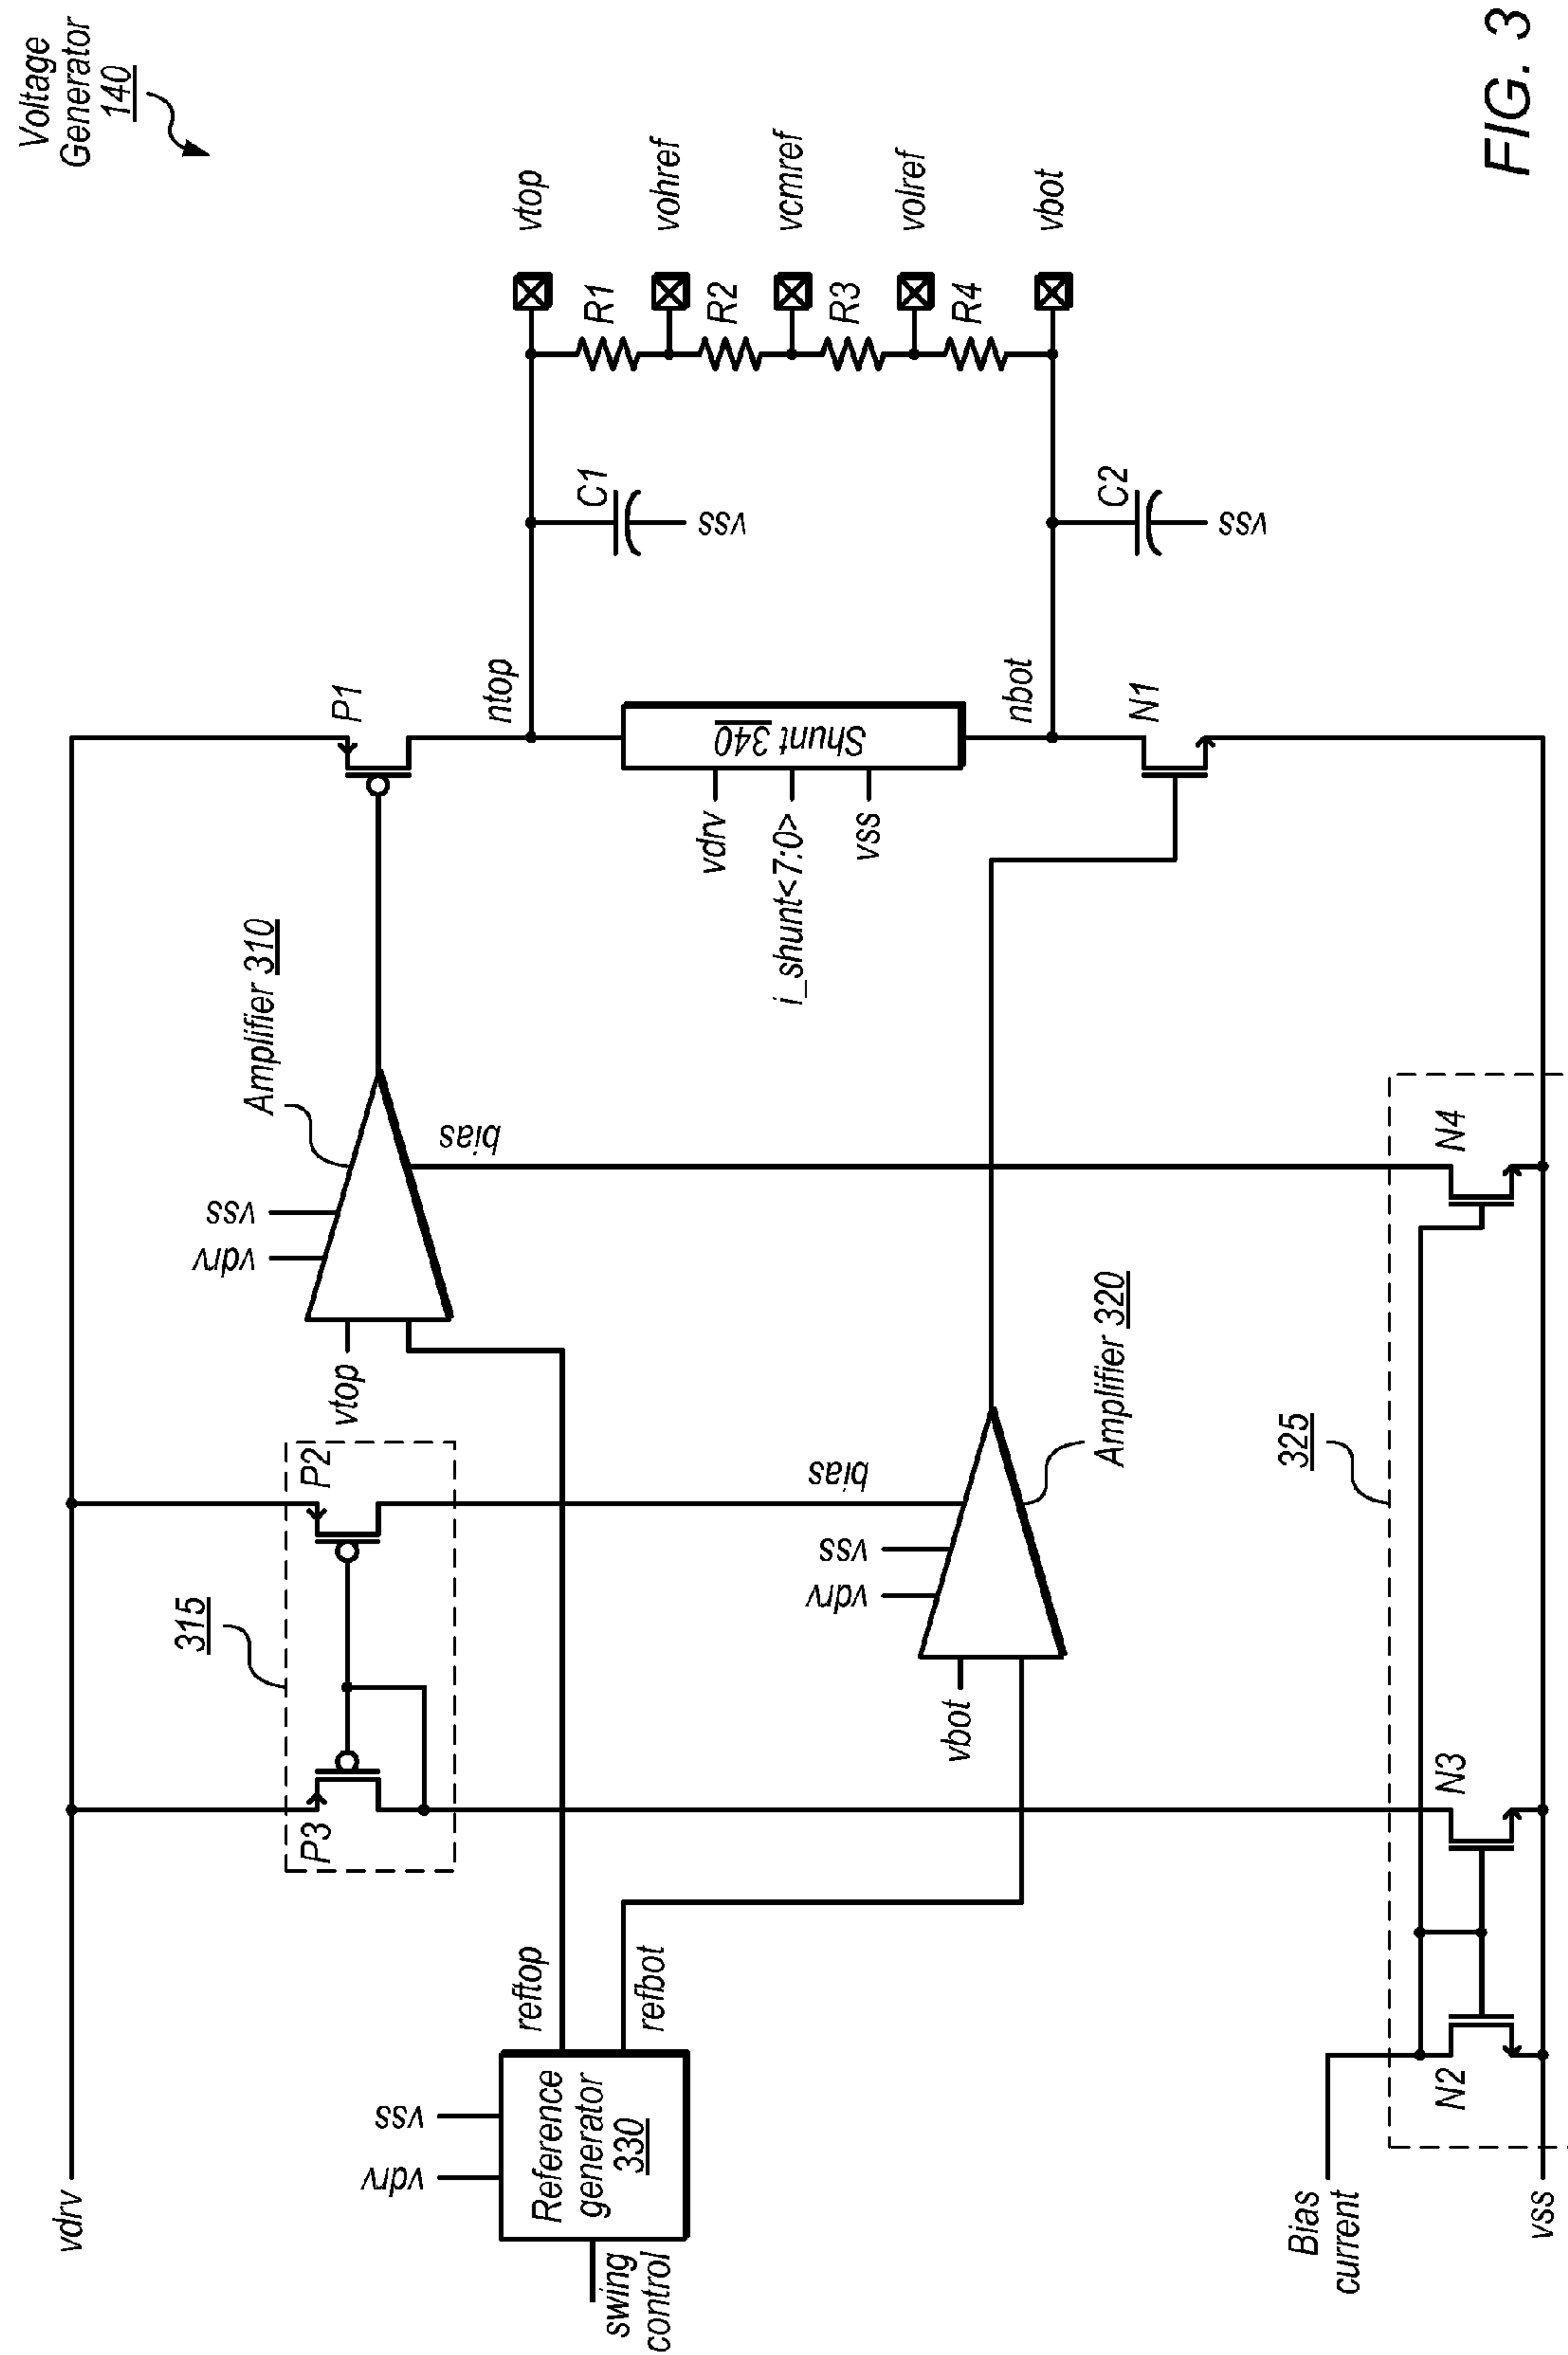 Voltage
Generator
140
vdrv
315
P3
P2
Amplifier 310
vdrv
vss
vtop
bias
P1
ntop
vtop
R1
C1
vss
vohref
R2
vcmref
R3
volref
R4
vbot
Shunt 340
vdrv
i_shunt<7:0>
vss
nbot
N1
C2
vss
vdrv
vss
swing
control
Reference
generator
330
reftop
refbot
vdrv
vss
bias
vbot
Amplifier 320
325
Bias
current
N2
N3
N4
vss
FIG. 3